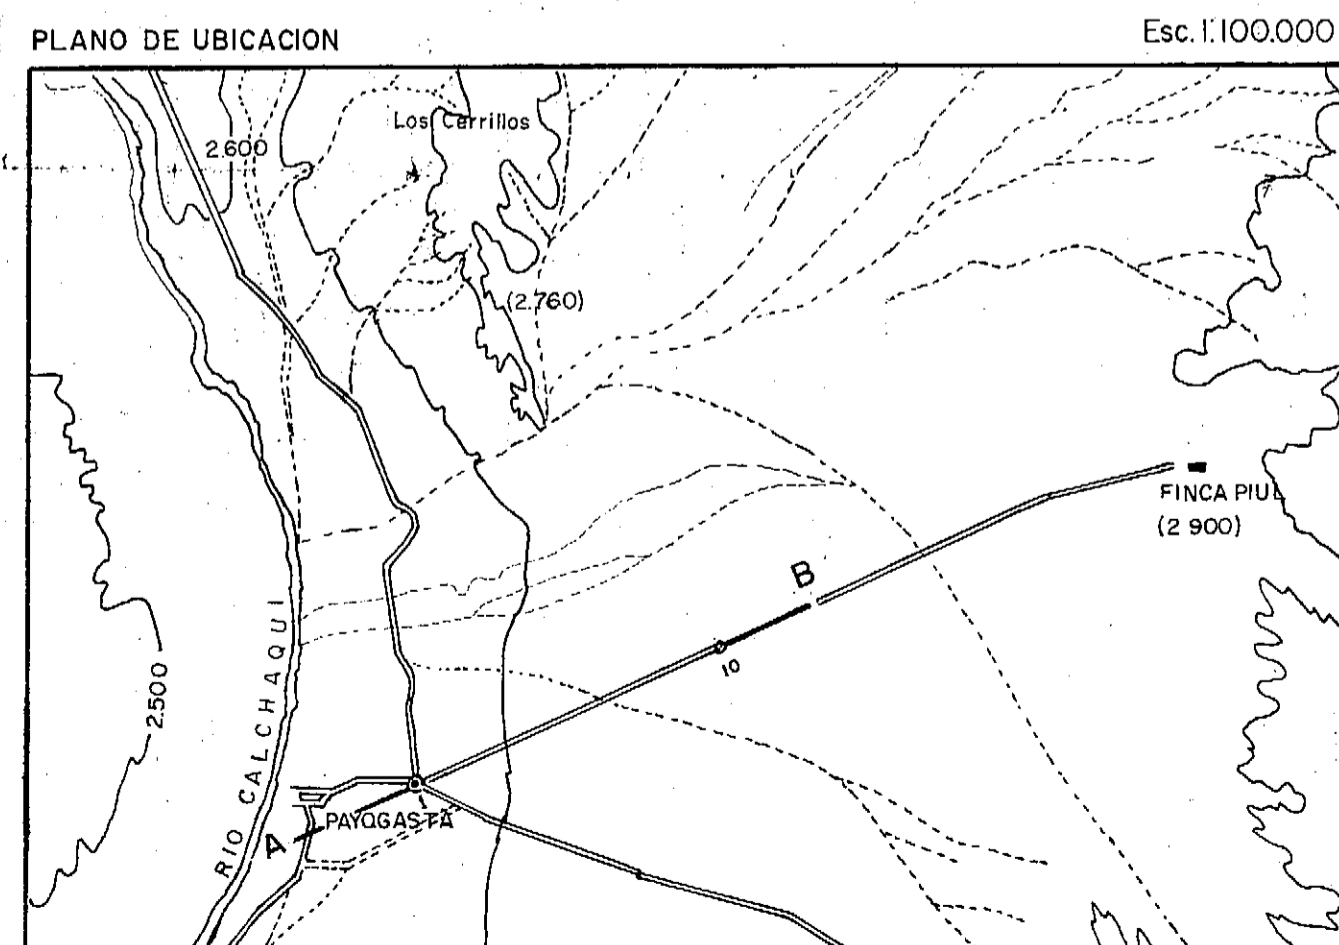 PLANO DE UBICACION
Esc. 1:100.000
Los Cerrillos
2.600
(2.760)
FINCA PIUL
(2 900)
B
10
2.500
RIO CALCHAQUI
A
PAYOGASTA
1